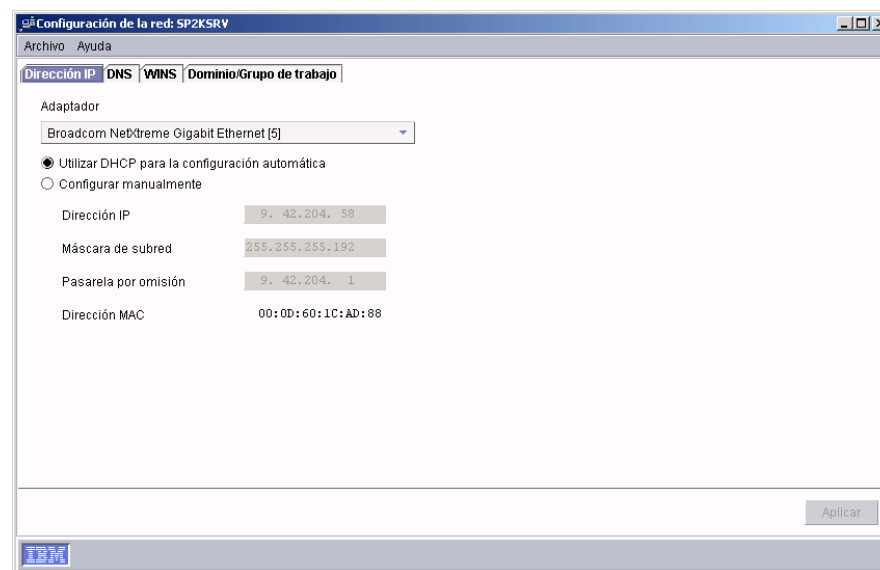 Configuración de la red: SP2KSRV
Archivo Ayuda
Dirección IP DNS WINS Dominio/Grupo de trabajo
Adaptador
Broadcom NetXtreme Gigabit Ethernet [5]
Utilizar DHCP para la configuración automática
Configurar manualmente
Dirección IP 9. 42.204. 58
Máscara de subred 255.255.255.192
Pasarela por omisión 9. 42.204. 1
Dirección MAC 00:0D:60:1C:AD:88
Aplicar
IBM